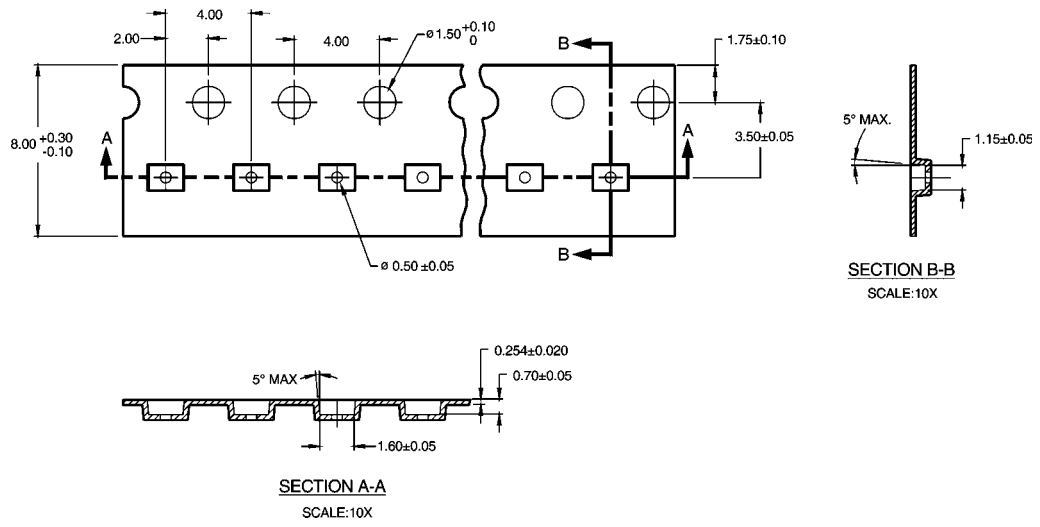 4.00
2.00
4.00
ø1.50 +0.10 0
B
1.75±0.10
8.00 +0.30 -0.10
A
A
3.50±0.05
5° MAX.
1.15±0.05
ø 0.50 ±0.05
B
SECTION B-B
SCALE:10X
5° MAX
0.254±0.020
0.70±0.05
1.60±0.05
SECTION A-A
SCALE:10X